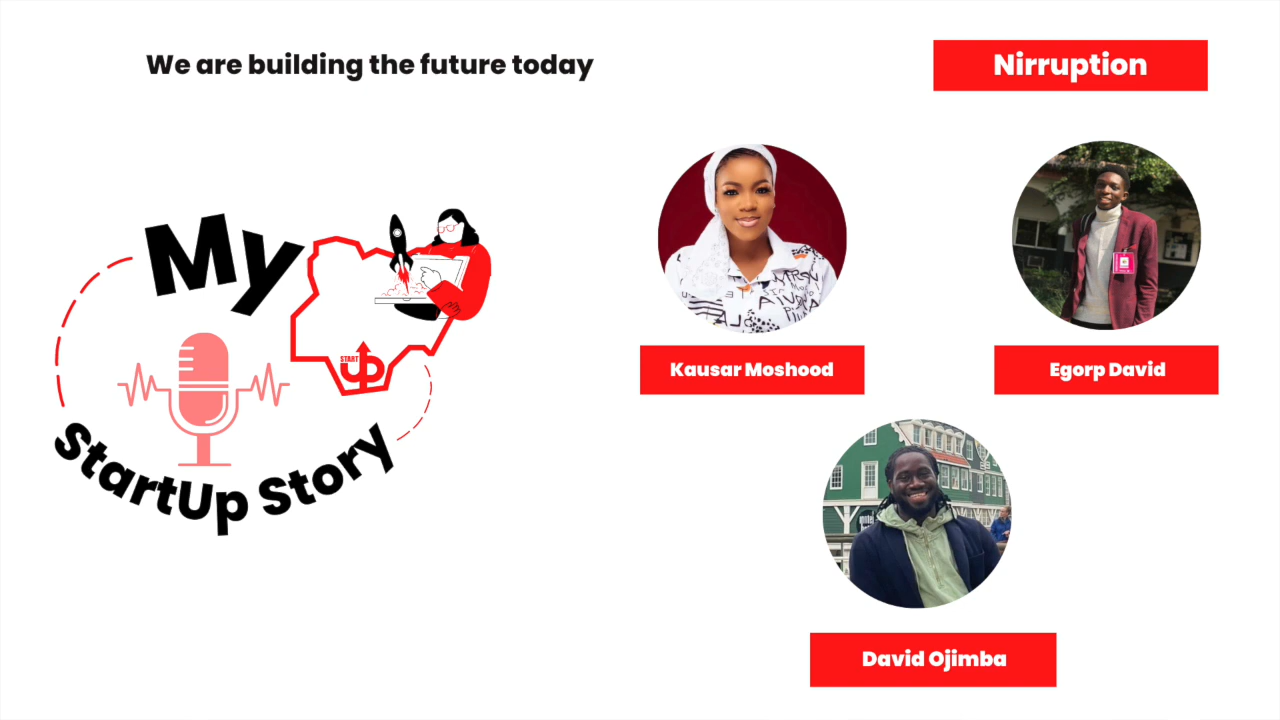 We are building the future today
Nirruption
My
START
UP
StartUp Story
Kausar Moshood
Egorp David
David Ojimba